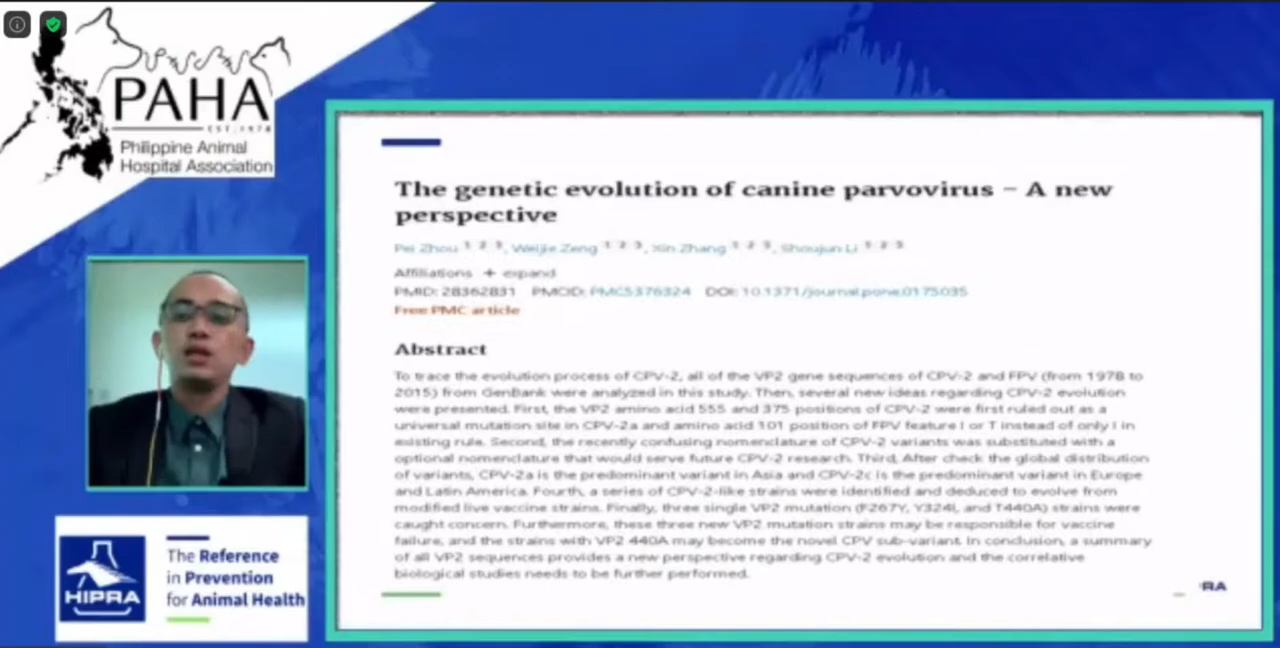 PAHA
EST. 1978
Philippine Animal
Hospital Association
The genetic evolution of canine parvovirus – A new
perspective
Pei Zhou 1 2 3, Weijie Zeng 1 2 3, Xin Zhang 1 2 3, Shoujun Li 1 2 3
Affiliations + expand
PMID: 28362831 PMCID: PMC5376324 DOI: 10.1371/journal.pone.0175035
Free PMC article
Abstract
To trace the evolution process of CPV-2, all of the VP2 gene sequences of CPV-2 and FPV (from 1978 to
2015) from GenBank were analyzed in this study. Then, several new ideas regarding CPV-2 evolution
were presented. First, the VP2 amino acid 555 and 375 positions of CPV-2 were first ruled out as a
universal mutation site in CPV-2a and amino acid 101 position of FPV feature I or T instead of only I in
existing rule. Second, the recently confusing nomenclature of CPV-2 variants was substituted with a
optional nomenclature that would serve future CPV-2 research. Third, After check the global distribution
of variants, CPV-2a is the predominant variant in Asia and CPV-2c is the predominant variant in Europe
and Latin America. Fourth, a series of CPV-2-like strains were identified and deduced to evolve from
modified live vaccine strains. Finally, three single VP2 mutation (F267Y, Y324I, and T440A) strains were
caught concern. Furthermore, these three new VP2 mutation strains may be responsible for vaccine
failure, and the strains with VP2 440A may become the novel CPV sub-variant. In conclusion, a summary
of all VP2 sequences provides a new perspective regarding CPV-2 evolution and the correlative
biological studies needs to be further performed.
RA
HIPRA
The Reference
in Prevention
for Animal Health